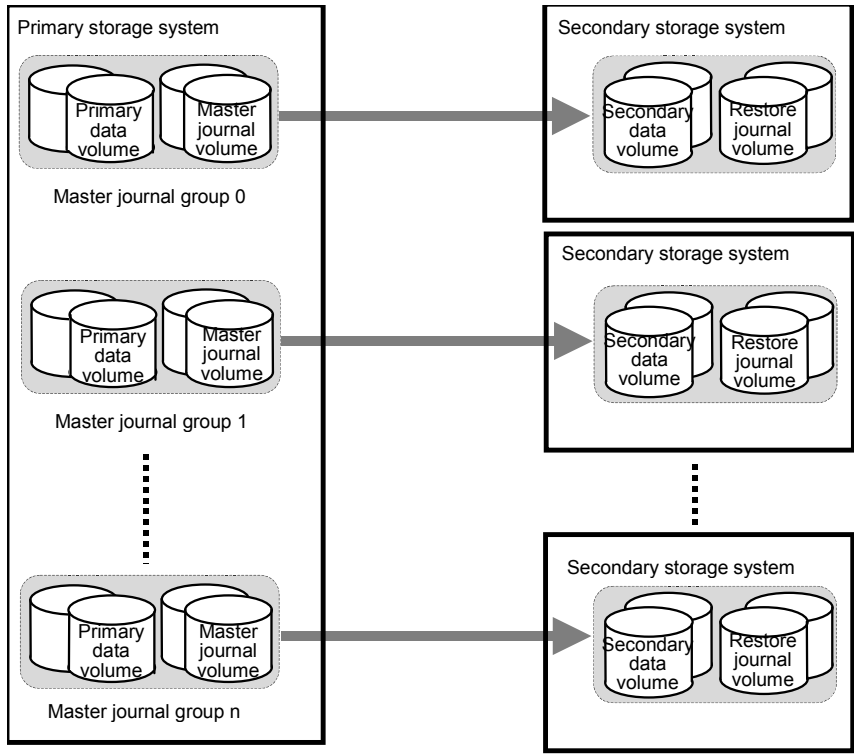 Primary storage system
Primary
data
volume
Master
journal
volume
Master journal group 0
Primary
data
volume
Master
journal
volume
Master journal group 1
Primary
data
volume
Master
journal
volume
Master journal group n
Secondary storage system
Secondary
data
volume
Restore
journal
volume
Secondary storage system
Secondary
data
volume
Restore
journal
volume
Secondary storage system
Secondary
data
volume
Restore
journal
volume